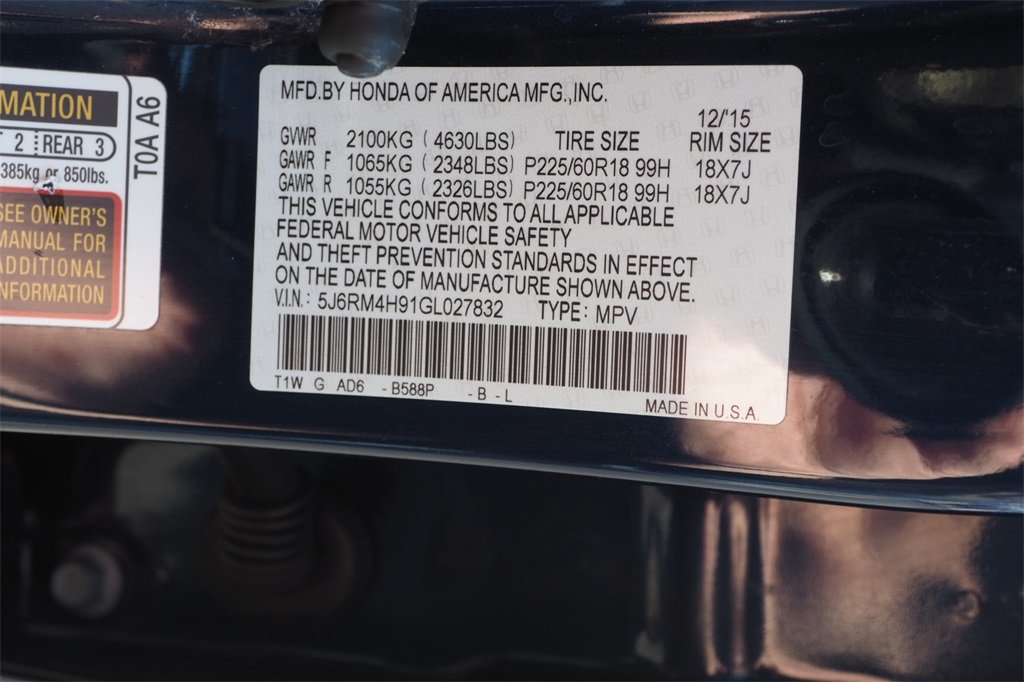 MATION
T 2 REAR 3
385kg or 850lbs.
SEE OWNER'S
MANUAL FOR
ADDITIONAL
INFORMATION
T0A A6
MFD.BY HONDA OF AMERICA MFG.,INC.
12/'15
GVWR 2100KG (4630LBS) TIRE SIZE RIM SIZE
GAWR F 1065KG (2348LBS) P225/60R18 99H 18X7J
GAWR R 1055KG (2326LBS) P225/60R18 99H 18X7J
THIS VEHICLE CONFORMS TO ALL APPLICABLE
FEDERAL MOTOR VEHICLE SAFETY
AND THEFT PREVENTION STANDARDS IN EFFECT
ON THE DATE OF MANUFACTURE SHOWN ABOVE.
V.I.N.: 5J6RM4H91GL027832 TYPE: MPV
T1W G AD6 -B588P -B -L
MADE IN U.S.A.